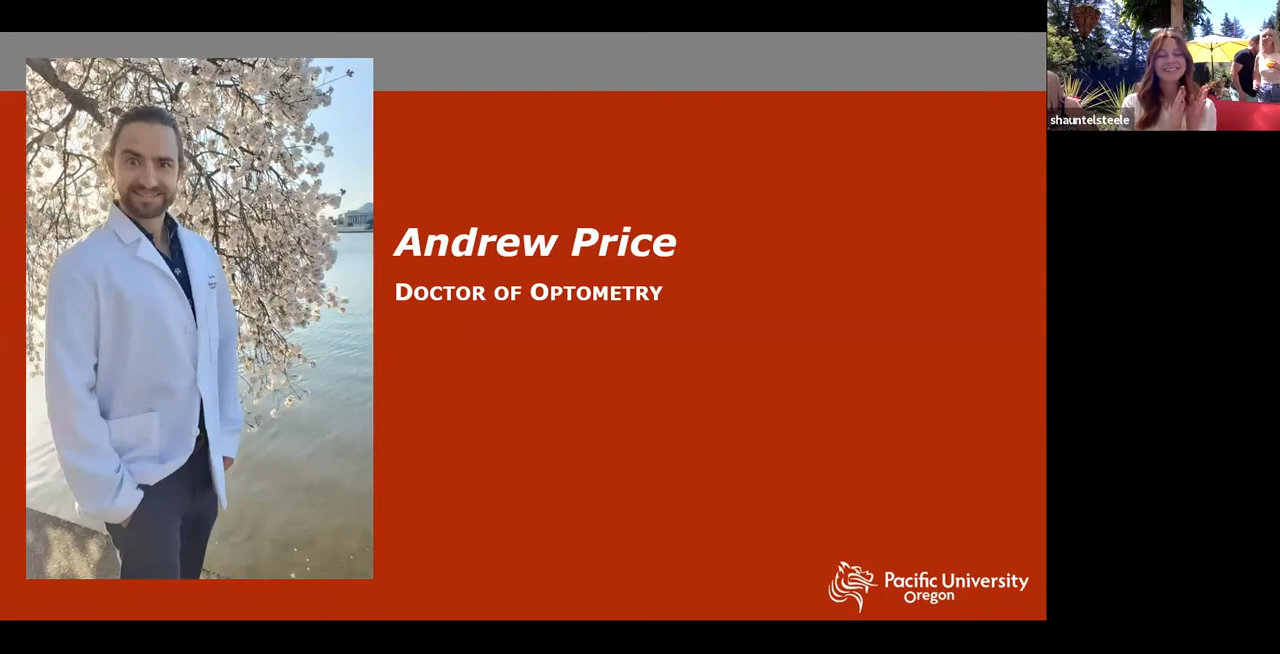 shauntelsteele
Andrew Price
DOCTOR OF OPTOMETRY
Pacific University
Oregon